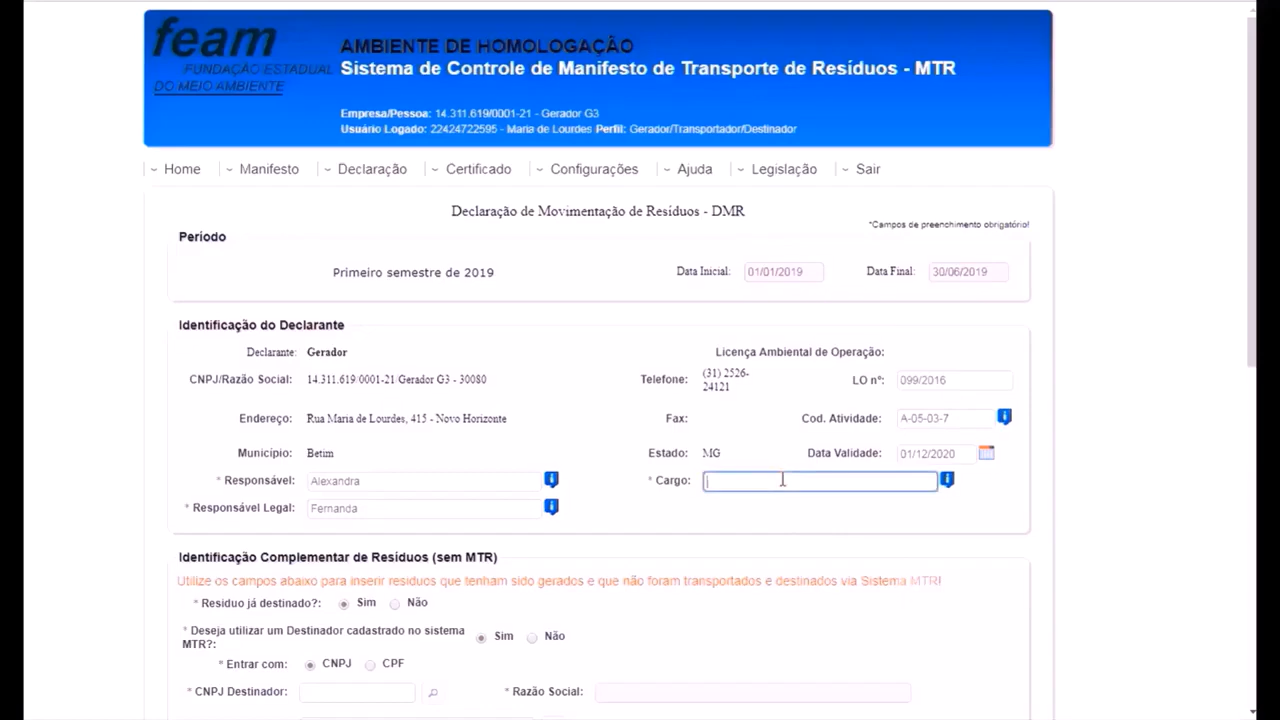 feam
FUNDAÇÃO ESTADUAL
DO MEIO AMBIENTE
AMBIENTE DE HOMOLOGAÇÃO
Sistema de Controle de Manifesto de Transporte de Resíduos - MTR
Empresa/Pessoa: 14.311.619/0001-21 - Gerador G3
Usuário Logado: 22424722595 - Maria de Lourdes Perfil: Gerador/Transportador/Destinador
Home Manifesto Declaração Certificado Configurações Ajuda Legislação Sair
Declaração de Movimentação de Resíduos - DMR
*Campos de preenchimento obrigatório!
Período
Primeiro semestre de 2019 Data Inicial: 01/01/2019 Data Final: 30/06/2019
Identificação do Declarante
Declarante: Gerador Licença Ambiental de Operação:
CNPJ/Razão Social: 14.311.619 0001-21 Gerador G3 - 30080 Telefone: (31) 2526-24121 LO nº: 099/2016
Endereço: Rua Maria de Lourdes, 415 - Novo Horizonte Fax: Cod. Atividade: A-05-03-7
Município: Betim Estado: MG Data Validade: 01/12/2020
* Responsável: Alexandra * Cargo:
* Responsável Legal: Fernanda
Identificação Complementar de Resíduos (sem MTR)
Utilize os campos abaixo para inserir resíduos que tenham sido gerados e que não foram transportados e destinados via Sistema MTR!
* Resíduo já destinado?: Sim Não
* Deseja utilizar um Destinador cadastrado no sistema
MTR?: Sim Não
* Entrar com: CNPJ CPF
* CNPJ Destinador: * Razão Social: